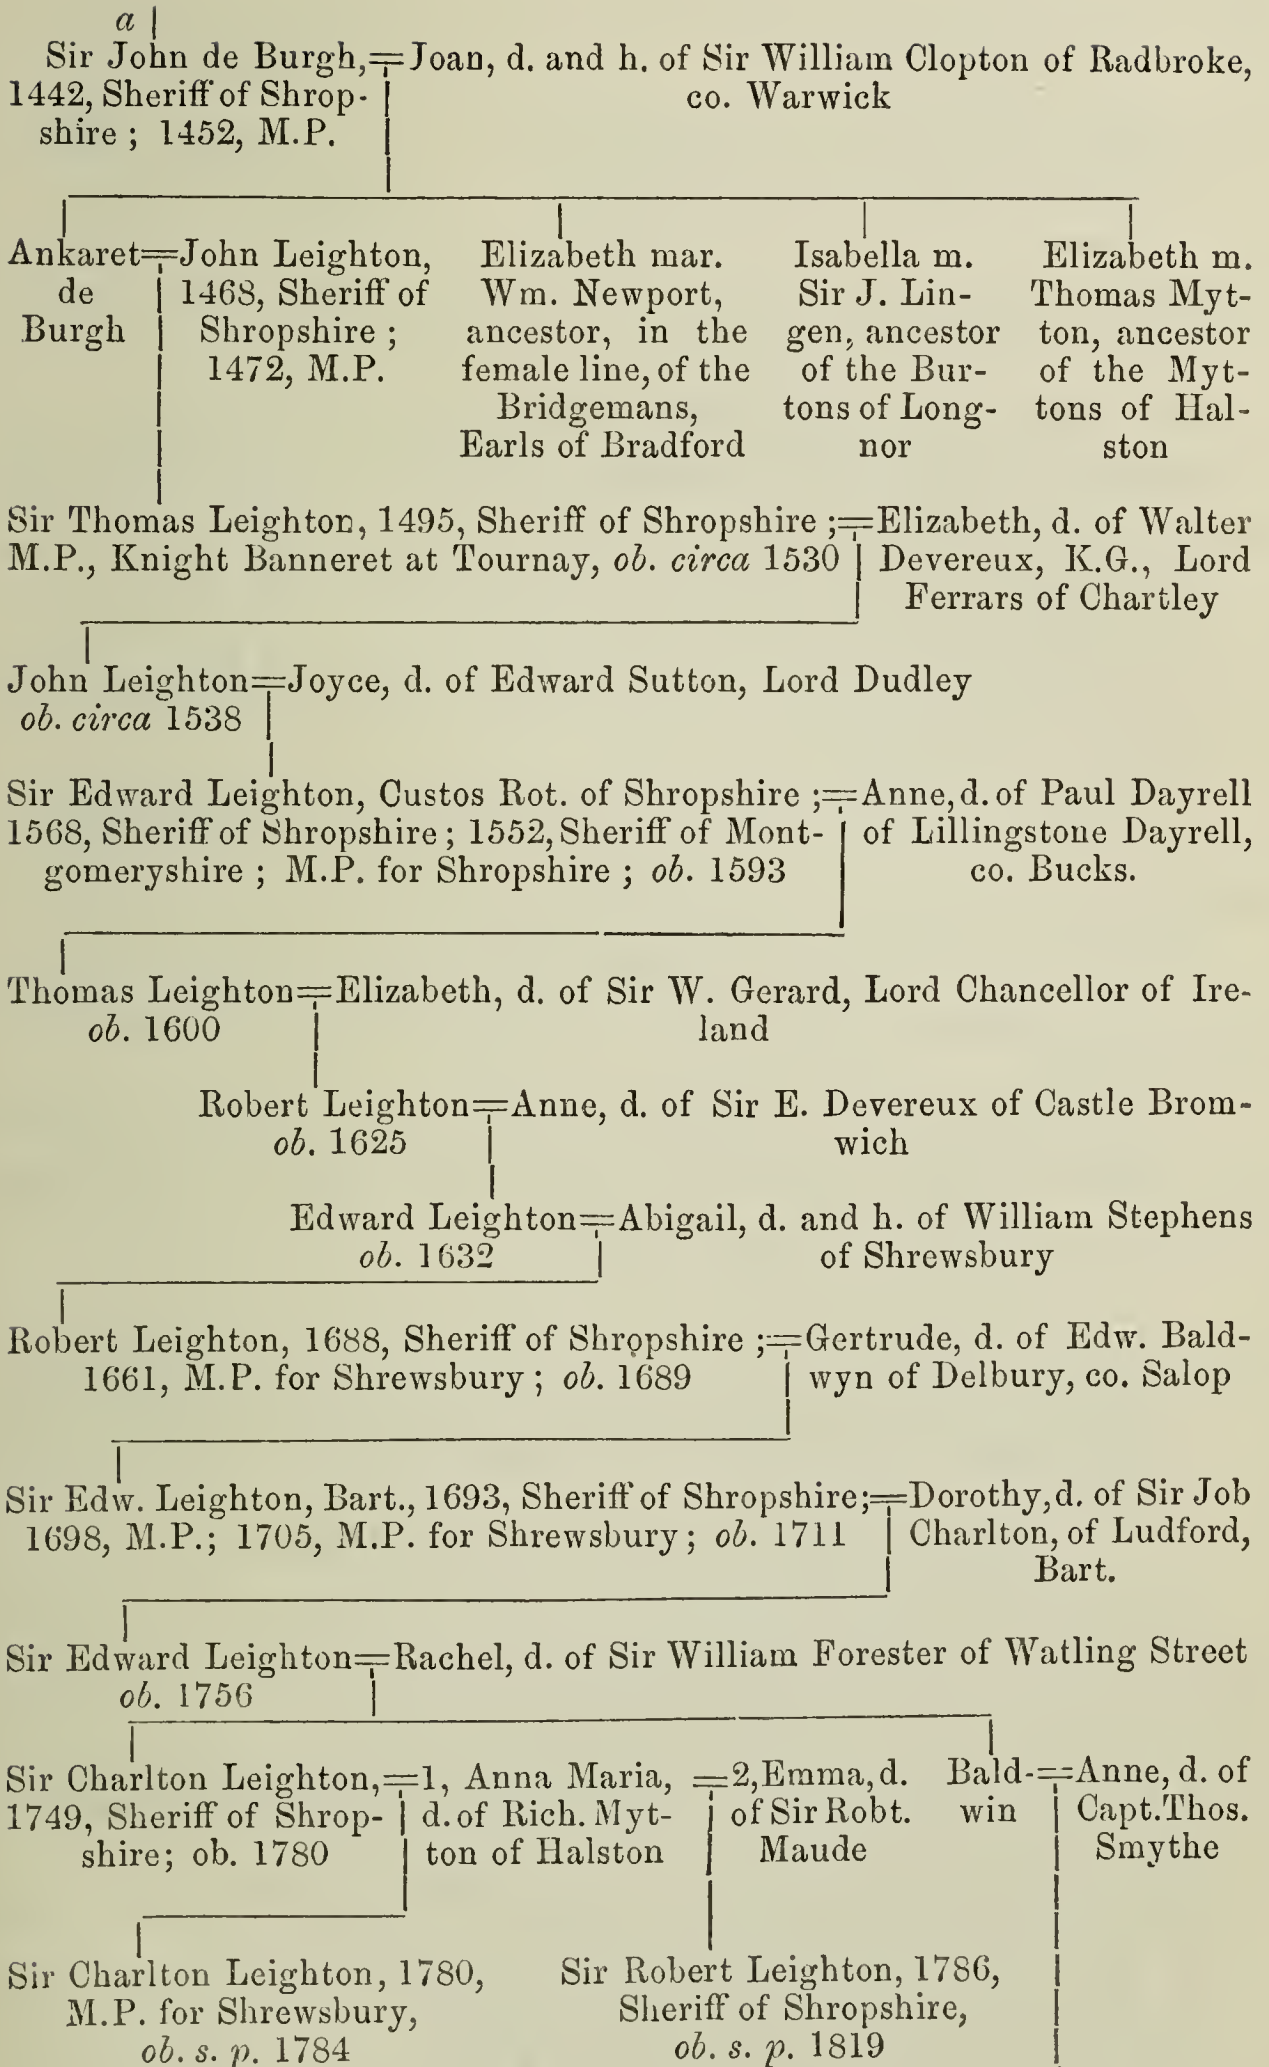 a
Sir John de Burgh,=Joan, d. and h. of Sir William Clopton of Radbroke,
1442, Sheriff of Shrop-
shire ; 1452, M.P.
co. Warwick
Ankaret=John Leighton,
de
Burgh
1468, Sheriff of
Shropshire ;
1472, M.P.
Elizabeth mar.
Wm. Newport,
ancestor, in the
female line, of the
Bridgemans,
Earls of Bradford
Isabella m.
Sir J. Lin-
gen, ancestor
of the Bur-
tons of Long-
nor
Elizabeth m.
Thomas Myt-
ton, ancestor
of the Myt-
tons of Hal-
ston
Sir Thomas Leighton, 1495, Sheriff of Shropshire ;=Elizabeth, d. of Walter
M.P., Knight Banneret at Tournay, ob. circa 1530
Devereux, K.G., Lord
Ferrars of Chartley
John Leighton=Joyce, d. of Edward Sutton, Lord Dudley
ob. circa 1538
Sir Edward Leighton, Custos Rot. of Shropshire ;=Anne, d. of Paul Dayrell
1568, Sheriff of Shropshire ; 1552, Sheriff of Mont-
gomeryshire ; M.P. for Shropshire ; ob. 1593
of Lillingstone Dayrell,
co. Bucks.
Thomas Leighton=Elizabeth, d. of Sir W. Gerard, Lord Chancellor of Ire-
ob. 1600
land
Robert Leighton=Anne, d. of Sir E. Devereux of Castle Brom-
ob. 1625
wich
Edward Leighton=Abigail, d. and h. of William Stephens
ob. 1632
of Shrewsbury
Robert Leighton, 1688, Sheriff of Shropshire ;=Gertrude, d. of Edw. Bald-
1661, M.P. for Shrewsbury ; ob. 1689
wyn of Delbury, co. Salop
Sir Edw. Leighton, Bart., 1693, Sheriff of Shropshire;=Dorothy, d. of Sir Job
1698, M.P.; 1705, M.P. for Shrewsbury ; ob. 1711
Charlton, of Ludford,
Bart.
Sir Edward Leighton=Rachel, d. of Sir William Forester of Watling Street
ob. 1756
Sir Charlton Leighton,=1, Anna Maria,
1749, Sheriff of Shrop-
shire; ob. 1780
d. of Rich. Myt-
ton of Halston
=2, Emma, d.
of Sir Robt.
Maude
Bald-=Anne, d. of
win
Capt. Thos.
Smythe
Sir Charlton Leighton, 1780,
M.P. for Shrewsbury,
ob. s. p. 1784
Sir Robert Leighton, 1786,
Sheriff of Shropshire,
ob. s. p. 1819